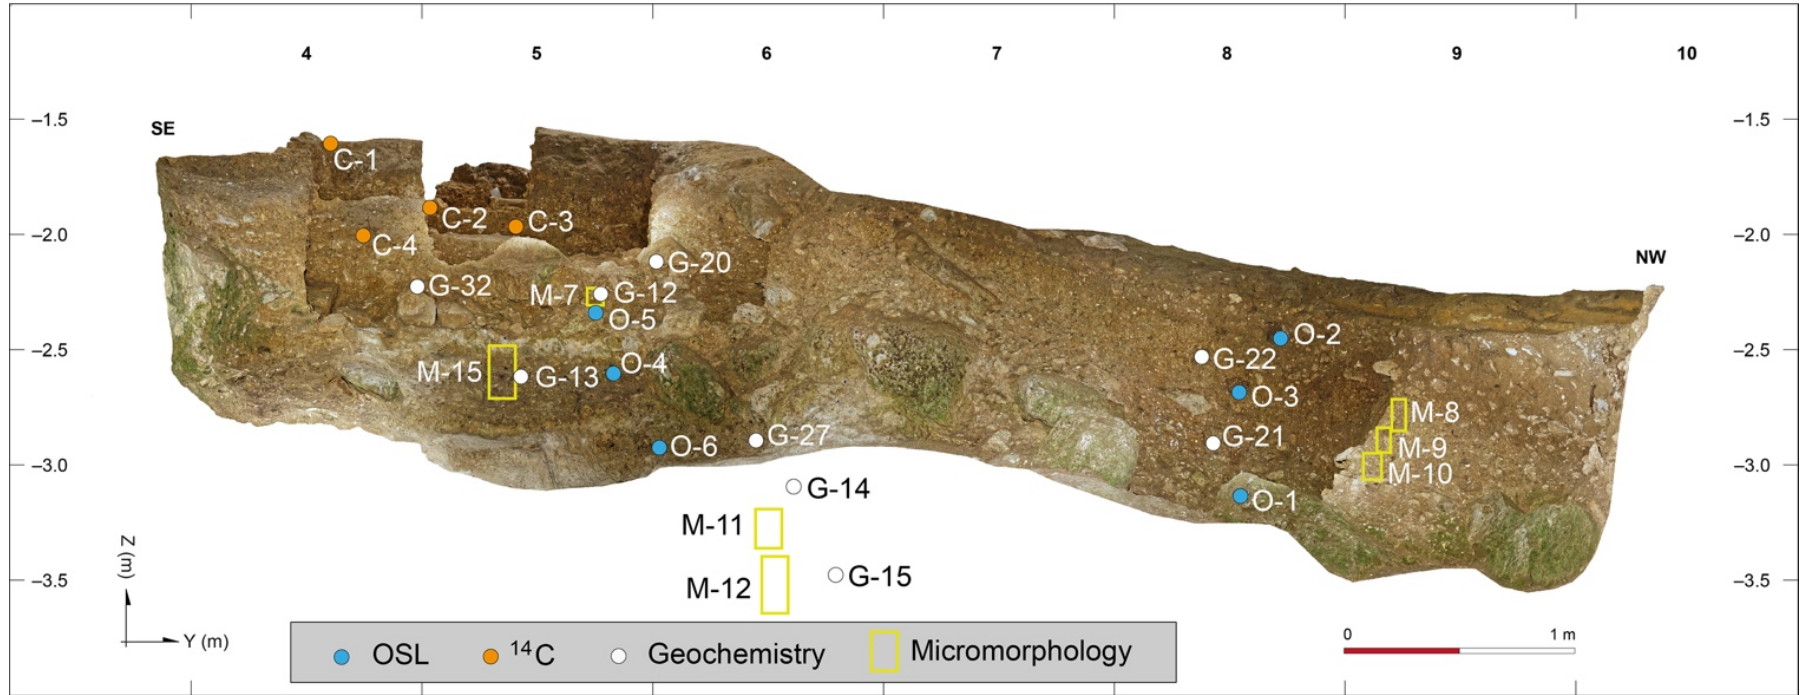 4 5 6 7 8 9 10
–1.5 –1.5
SE
C-1
C-2 C-3
C-4
–2.0 –2.0
NW
G-20
G-32
M-7 G-12
O-5
O-2
–2.5 –2.5
G-22
M-15 G-13 O-4
O-3
M-8
G-27 G-21
O-6 M-9
–3.0 –3.0
M-10
G-14
O-1
M-11
–3.5 –3.5
M-12 G-15
Z (m)
Y (m)
0 1 m
OSL 14C Geochemistry Micromorphology